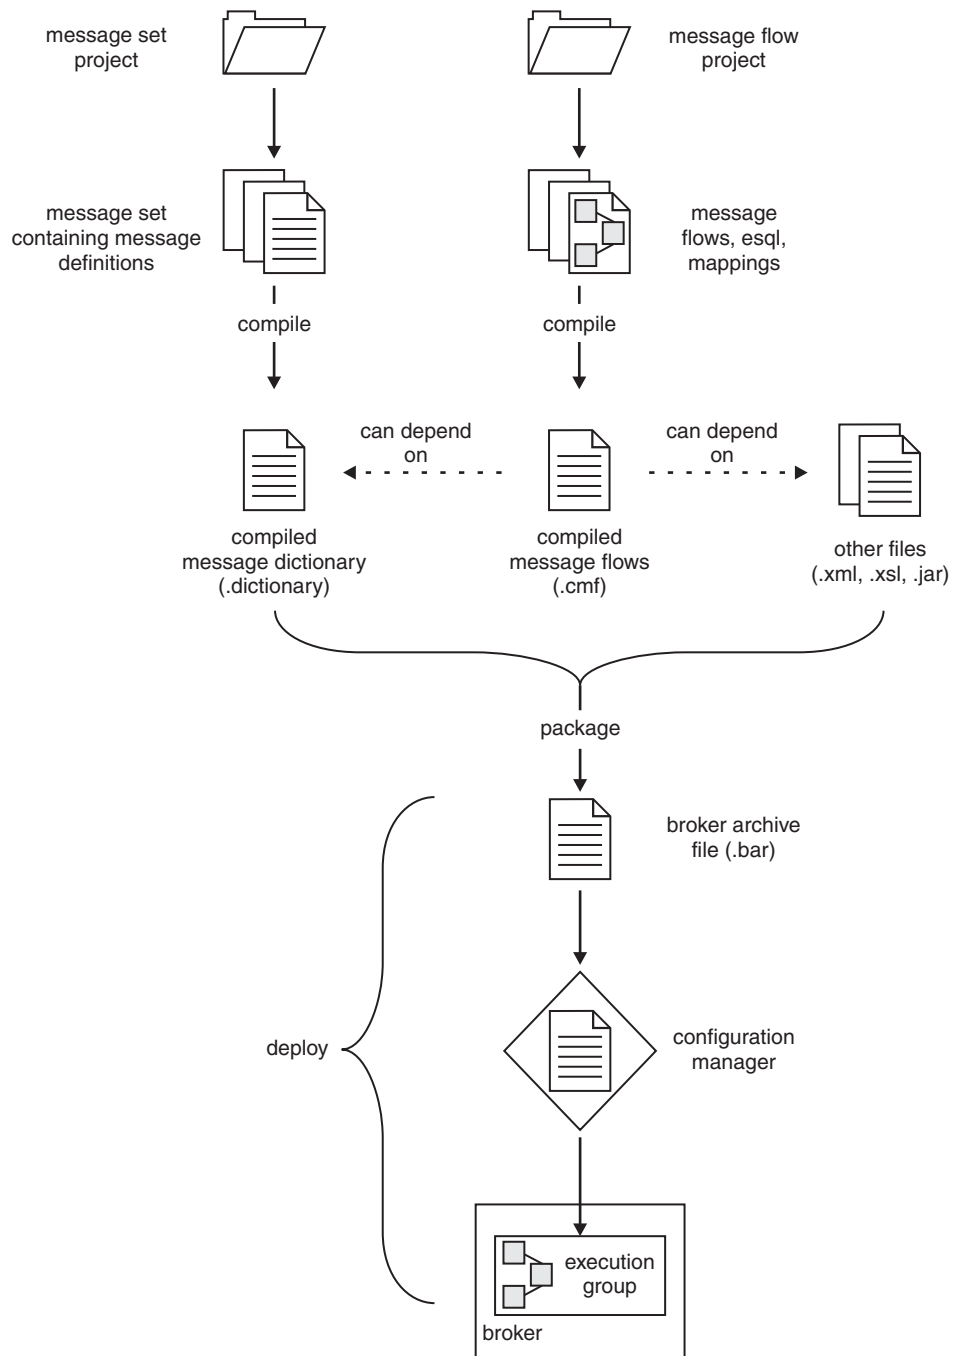 message set
project
message flow
project
message set
containing message
definitions
message
flows, esql,
mappings
compile
compile
can depend
on
can depend
on
compiled
message dictionary
(.dictionary)
compiled
message flows
(.cmf)
other files
(.xml, .xsl, .jar)
package
broker archive
file (.bar)
deploy
configuration
manager
execution
group
broker